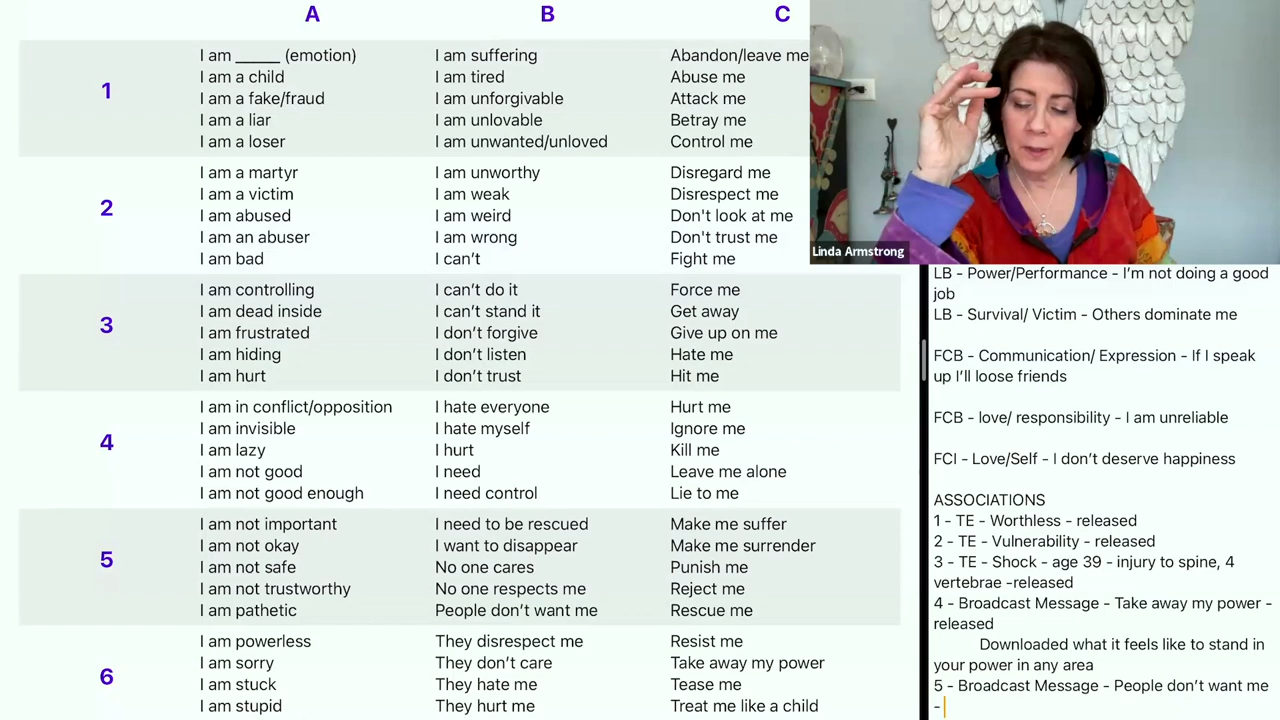 A B C
1
I am _____ (emotion) I am suffering Abandon/leave me
I am a child I am tired Abuse me
I am a fake/fraud I am unforgivable Attack me
I am a liar I am unlovable Betray me
I am a loser I am unwanted/unloved Control me
2
I am a martyr I am unworthy Disregard me
I am a victim I am weak Disrespect me
I am abused I am weird Don't look at me
I am an abuser I am wrong Don't trust me
I am bad I can’t Fight me
3
I am controlling I can’t do it Force me
I am dead inside I can’t stand it Get away
I am frustrated I don’t forgive Give up on me
I am hiding I don’t listen Hate me
I am hurt I don’t trust Hit me
4
I am in conflict/opposition I hate everyone Hurt me
I am invisible I hate myself Ignore me
I am lazy I hurt Kill me
I am not good I need Leave me alone
I am not good enough I need control Lie to me
5
I am not important I need to be rescued Make me suffer
I am not okay I want to disappear Make me surrender
I am not safe No one cares Punish me
I am not trustworthy No one respects me Reject me
I am pathetic People don’t want me Rescue me
6
I am powerless They disrespect me Resist me
I am sorry They don’t care Take away my power
I am stuck They hate me Tease me
I am stupid They hurt me Treat me like a child
Linda Armstrong
LB - Power/Performance - I’m not doing a good
job
LB - Survival/ Victim - Others dominate me
FCB - Communication/ Expression - If I speak
up I’ll loose friends
FCB - love/ responsibility - I am unreliable
FCI - Love/Self - I don’t deserve happiness
ASSOCIATIONS
1 - TE - Worthless - released
2 - TE - Vulnerability - released
3 - TE - Shock - age 39 - injury to spine, 4
vertebrae -released
4 - Broadcast Message - Take away my power -
released
Downloaded what it feels like to stand in
your power in any area
5 - Broadcast Message - People don’t want me
-